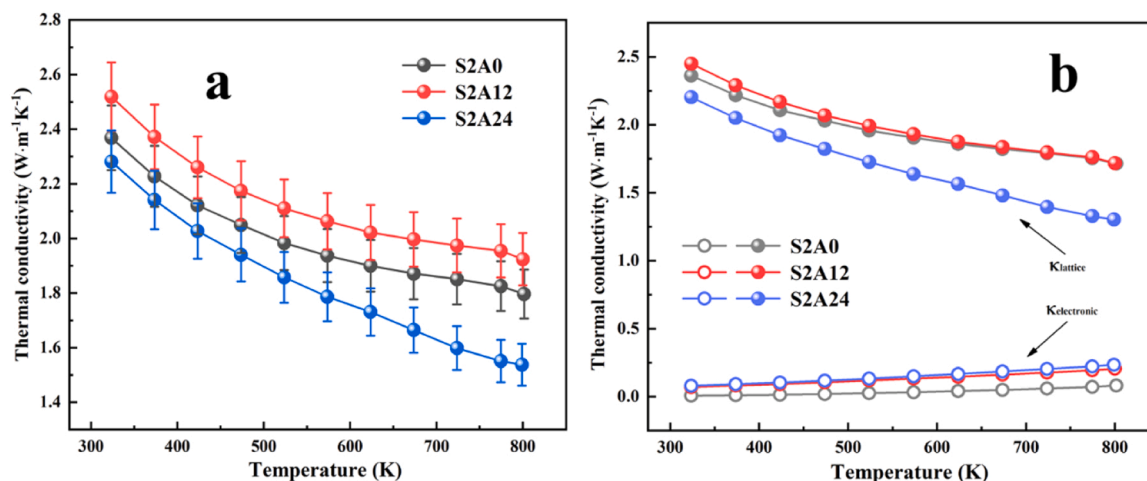 a
S2A0
S2A12
S2A24
2.8
2.6
2.4
2.2
2.0
1.8
1.6
1.4
Thermal conductivity (W·m⁻¹K⁻¹)
300 400 500 600 700 800
Temperature (K)
b
2.5
2.0
1.5
1.0
0.5
0.0
Thermal conductivity (W·m⁻¹K⁻¹)
S2A0
S2A12
S2A24
Klattice
Kelectronic
300 400 500 600 700 800
Temperature (K)